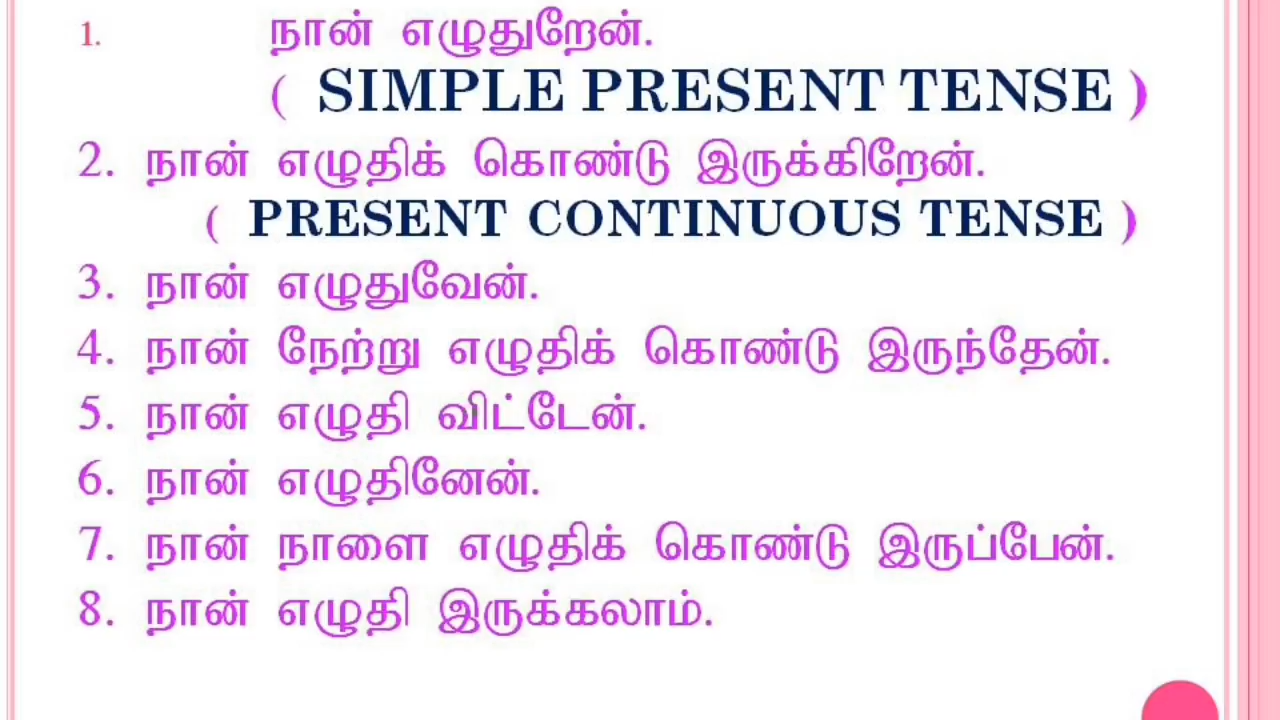 1. நான் எழுதுறேன்.
( SIMPLE PRESENT TENSE )
2. நான் எழுதிக் கொண்டு இருக்கிறேன்.
( PRESENT CONTINUOUS TENSE )
3. நான் எழுதுவேன்.
4. நான் நேற்று எழுதிக் கொண்டு இருந்தேன்.
5. நான் எழுதி விட்டேன்.
6. நான் எழுதினேன்.
7. நான் நாளை எழுதிக் கொண்டு இருப்பேன்.
8. நான் எழுதி இருக்கலாம்.